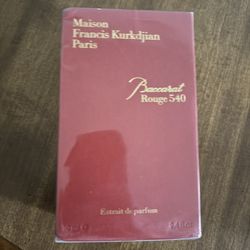 Maison
Francis Kurkdjian
Paris
Baccarat
Rouge 540
Extrait de parfum